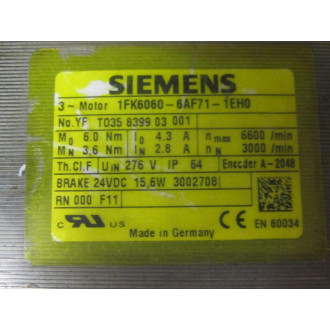 SIEMENS
3~Motor 1FK6060-6AF71-1EH0
No.YF T035 8399 03 001
M0 6.0 Nm I0 4.3 A n max 6600 /min
MN 3,6 Nm IN 2.8 A nN 3000 /min
Th.Cl.F UIN 276 V IP 64 Encoder A-2048
BRAKE 24VDC 15,6W 3002708
RN 000 F11
c RU US CE EN 60034
Made in Germany